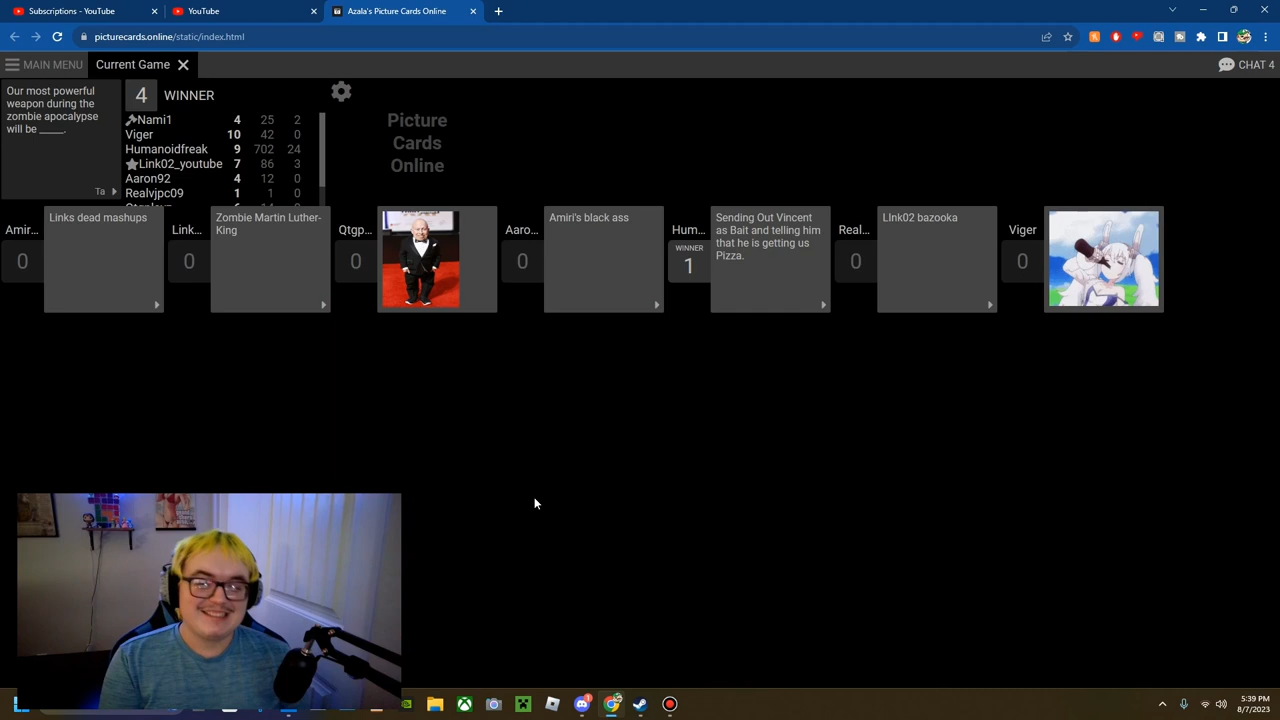 Subscriptions - YouTube
YouTube
Azala's Picture Cards Online
picturecards.online/static/index.html
MAIN MENU
Current Game
CHAT 4
Our most powerful
weapon during the
zombie apocalypse
will be _____.
Ta
4 WINNER
Nami1 4 25 2
Viger 10 42 0
Humanoidfreak 9 702 24
Link02_youtube 7 86 3
Aaron92 4 12 0
Realvjpc09 1 1 0
Picture
Cards
Online
Amir...
0
Links dead mashups
Link...
0
Zombie Martin Luther-
King
Qtgp...
0
Aaro...
0
Amiri's black ass
Hum...
WINNER
1
Sending Out Vincent
as Bait and telling him
that he is getting us
Pizza.
Real...
0
LInk02 bazooka
Viger
0
5:39 PM
8/7/2023